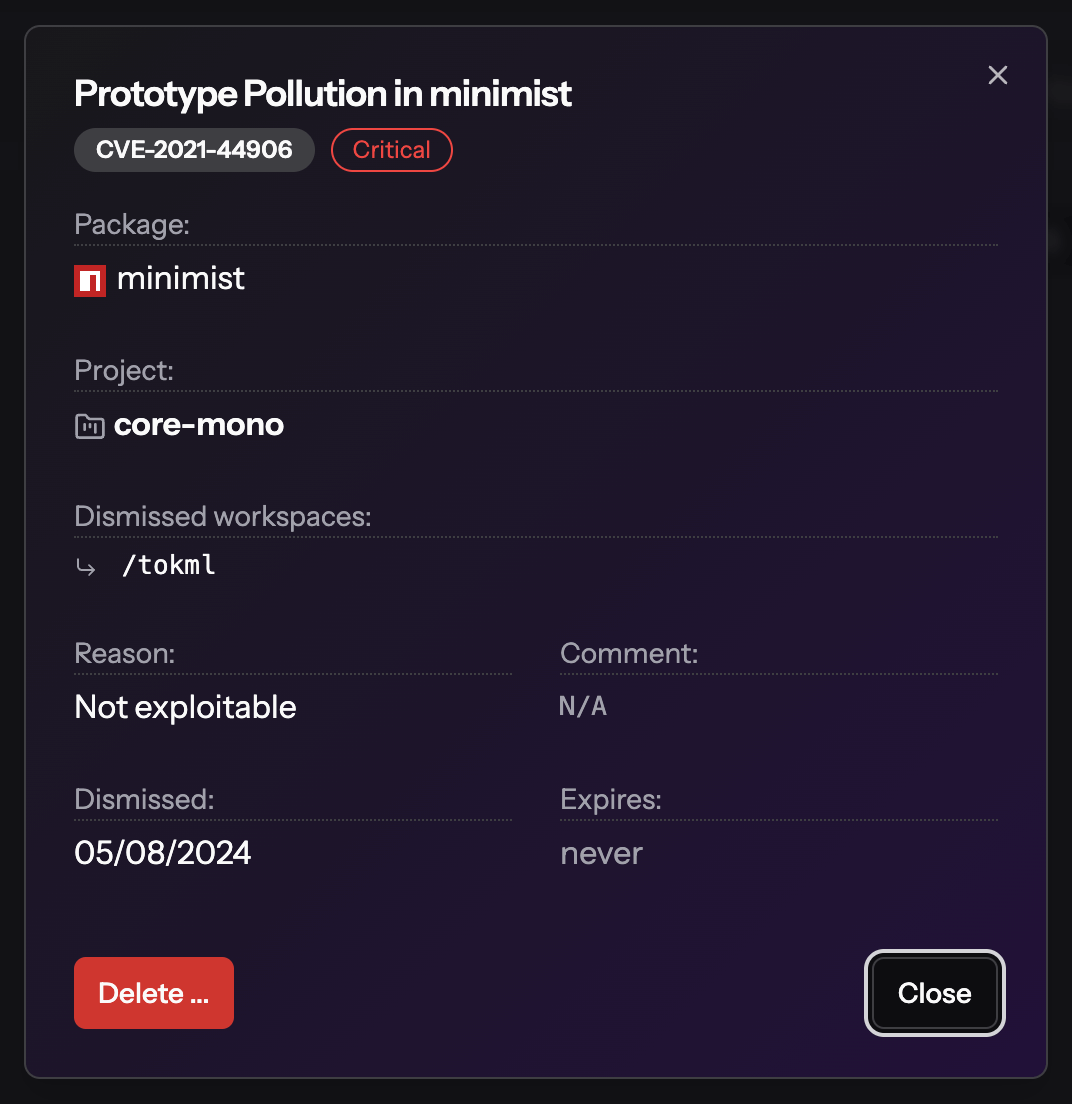 Prototype Pollution in minimist
CVE-2021-44906 Critical
Package:
minimist
Project:
core-mono
Dismissed workspaces:
/tokml
Reason: Comment:
Not exploitable N/A
Dismissed: Expires:
05/08/2024 never
Delete ... Close